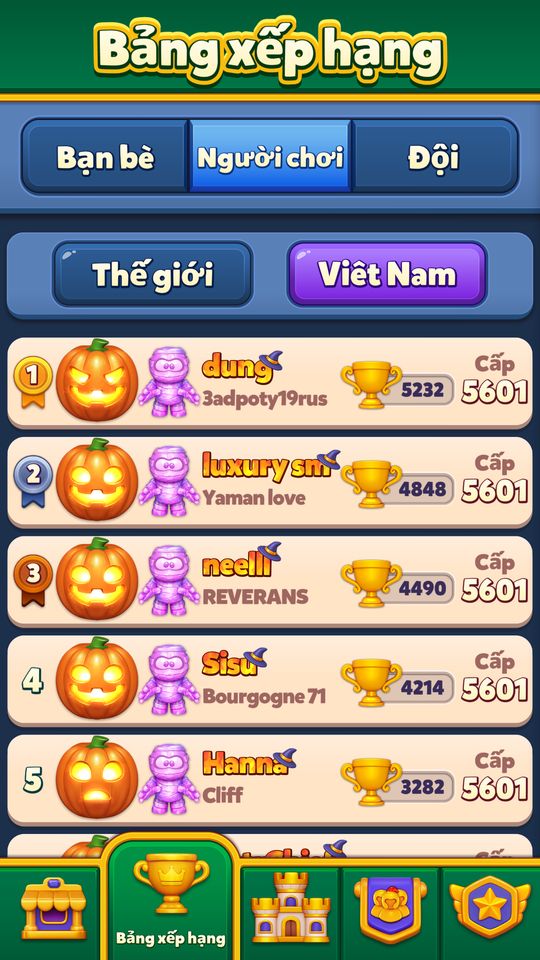 Bảng xếp hạng
Bạn bè
Người chơi
Đội
Thế giới
Viêt Nam
1
dung
3adpoty19rus
5232
Cấp
5601
2
luxury sm
Yaman love
4848
Cấp
5601
3
neelli
REVERANS
4490
Cấp
5601
4
Sisu
Bourgogne 71
4214
Cấp
5601
5
Hanna
Cliff
3282
Cấp
5601
Bảng xếp hạng